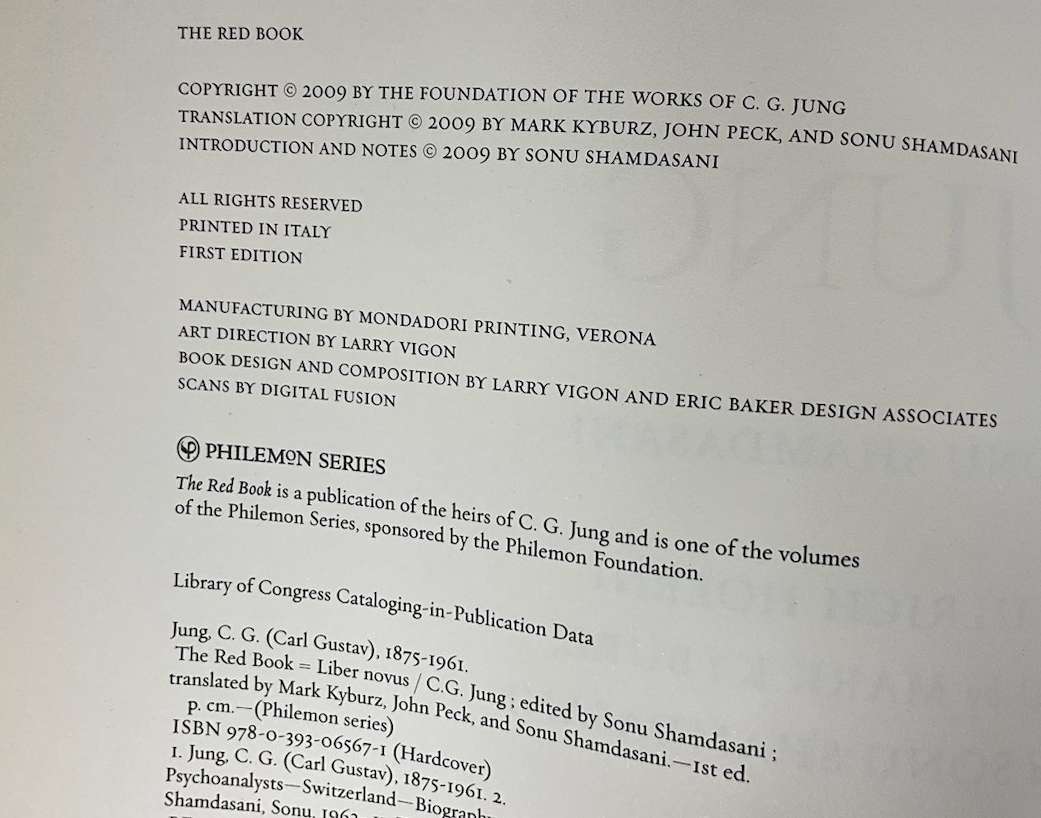 THE RED BOOK
COPYRIGHT © 2009 BY THE FOUNDATION OF THE WORKS OF C. G. JUNG
TRANSLATION COPYRIGHT © 2009 BY MARK KYBURZ, JOHN PECK, AND SONU SHAMDASANI
INTRODUCTION AND NOTES © 2009 BY SONU SHAMDASANI
ALL RIGHTS RESERVED
PRINTED IN ITALY
FIRST EDITION
MANUFACTURING BY MONDADORI PRINTING, VERONA
ART DIRECTION BY LARRY VIGON
BOOK DESIGN AND COMPOSITION BY LARRY VIGON AND ERIC BAKER DESIGN ASSOCIATES
SCANS BY DIGITAL FUSION
PHILEMON SERIES
The Red Book is a publication of the heirs of C. G. Jung and is one of the volumes
of the Philemon Series, sponsored by the Philemon Foundation.
Library of Congress Cataloging-in-Publication Data
Jung, C. G. (Carl Gustav), 1875-1961.
The Red Book = Liber novus / C.G. Jung ; edited by Sonu Shamdasani ;
translated by Mark Kyburz, John Peck, and Sonu Shamdasani.—1st ed.
p. cm.—(Philemon series)
ISBN 978-0-393-06567-1 (Hardcover)
1. Jung, C. G. (Carl Gustav), 1875-1961. 2.
Psychoanalysts—Switzerland—Biography
Shamdasani, Sonu, 1962-